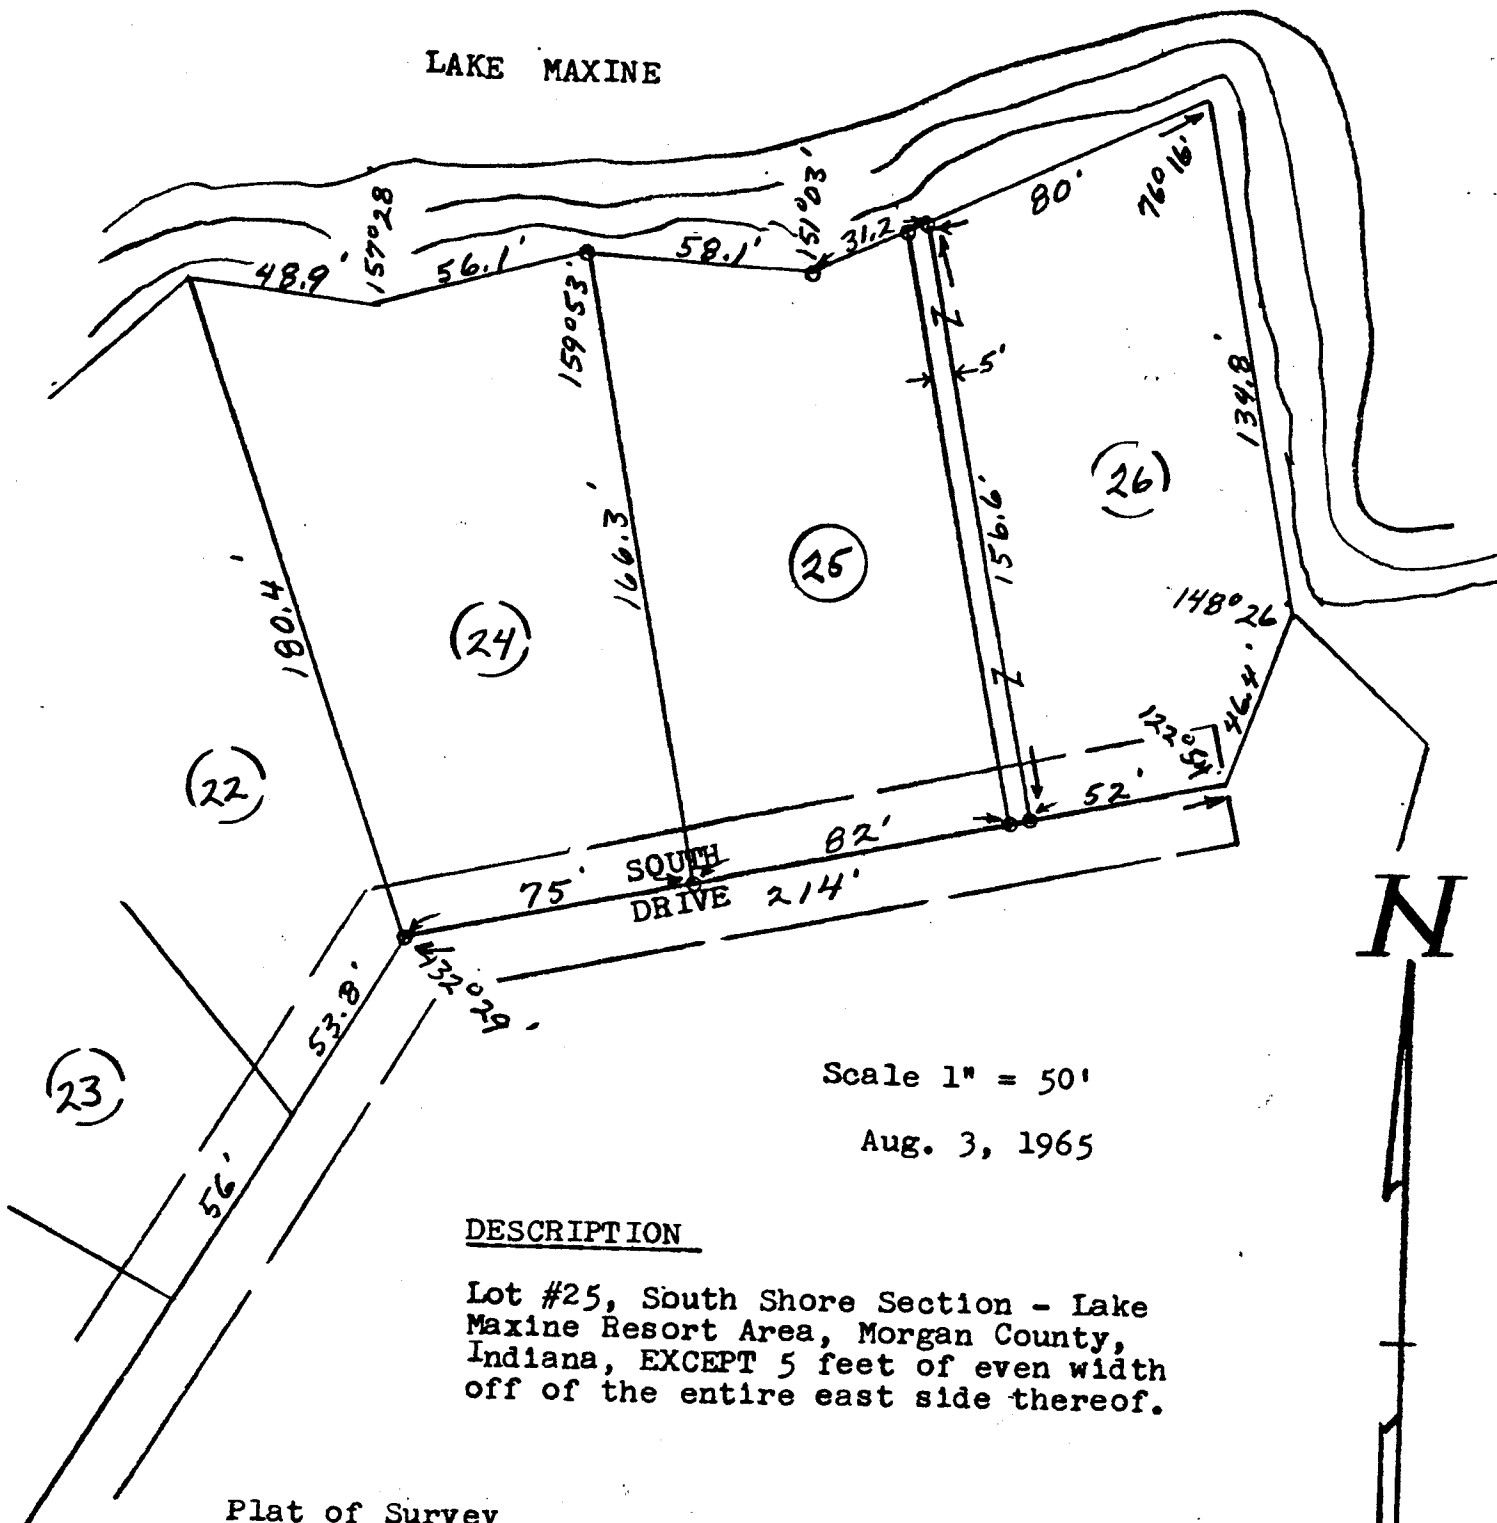 LAKE MAXINE
48.9'
157°28
56.1'
58.1'
151°03'
31.2
80'
76°16'
159°53'
5'
139.8'
180.4'
166.3'
156.6'
(26)
25
(24)
148°26
46.4'
122°54
(22)
52'
82'
SOUTH
75'
DRIVE
214'
132°29'
53.8'
(23)
56'
N
Scale 1" = 50'
Aug. 3, 1965
DESCRIPTION
Lot #25, South Shore Section - Lake
Maxine Resort Area, Morgan County,
Indiana, EXCEPT 5 feet of even width
off of the entire east side thereof.
Plat of Survey